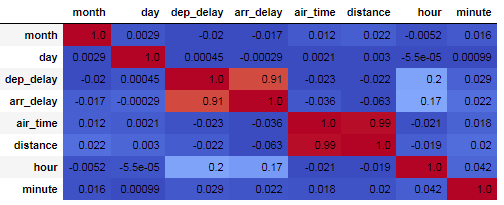 month day dep_delay arr_delay air_time distance hour minute
month 1.0 0.0029 -0.02 -0.017 0.012 0.022 -0.0052 0.016
day 0.0029 1.0 0.00045 -0.00029 0.0021 0.003 -5.5e-05 0.00099
dep_delay -0.02 0.00045 1.0 0.91 -0.023 -0.022 0.2 0.029
arr_delay -0.017 -0.00029 0.91 1.0 -0.036 -0.063 0.17 0.022
air_time 0.012 0.0021 -0.023 -0.036 1.0 0.99 -0.021 0.018
distance 0.022 0.003 -0.022 -0.063 0.99 1.0 -0.019 0.02
hour -0.0052 -5.5e-05 0.2 0.17 -0.021 -0.019 1.0 0.042
minute 0.016 0.00099 0.029 0.022 0.018 0.02 0.042 1.0